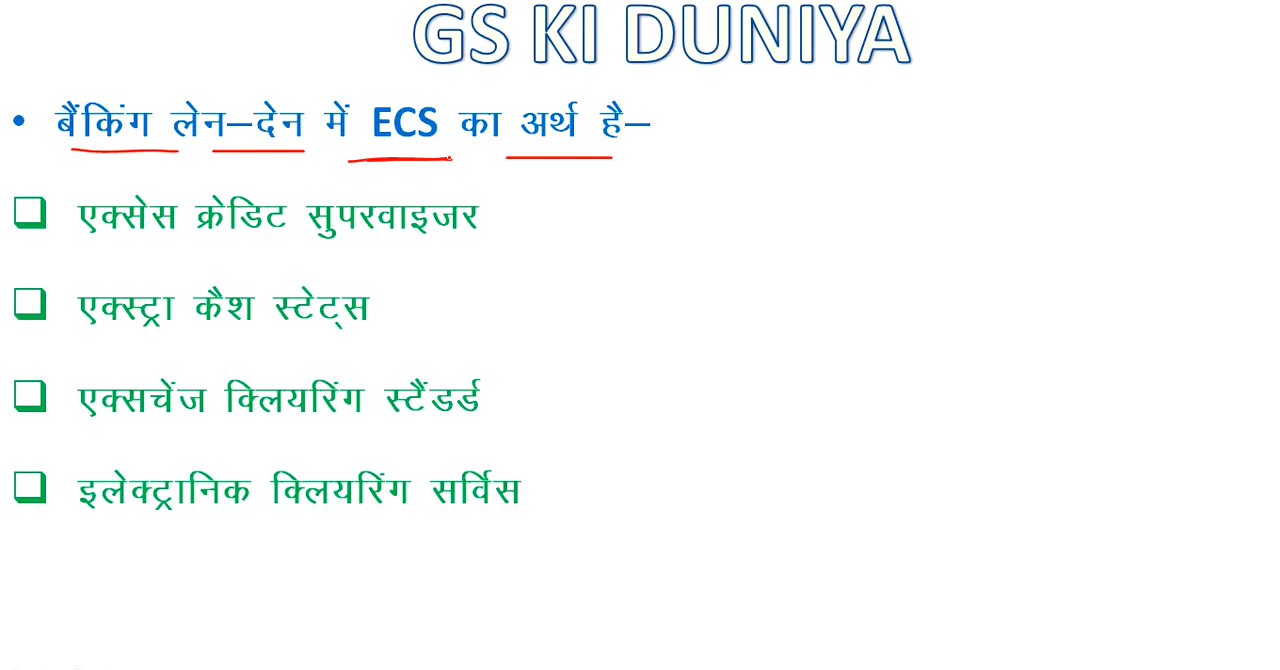 GS KI DUNIYA
• बैंकिंग लेन–देन में ECS का अर्थ है–
❑ एक्सेस क्रेडिट सुपरवाइजर
❑ एक्स्ट्रा कैश स्टेट्स
❑ एक्सचेंज क्लियरिंग स्टैंडर्ड
❑ इलेक्ट्रानिक क्लियरिंग सर्विस